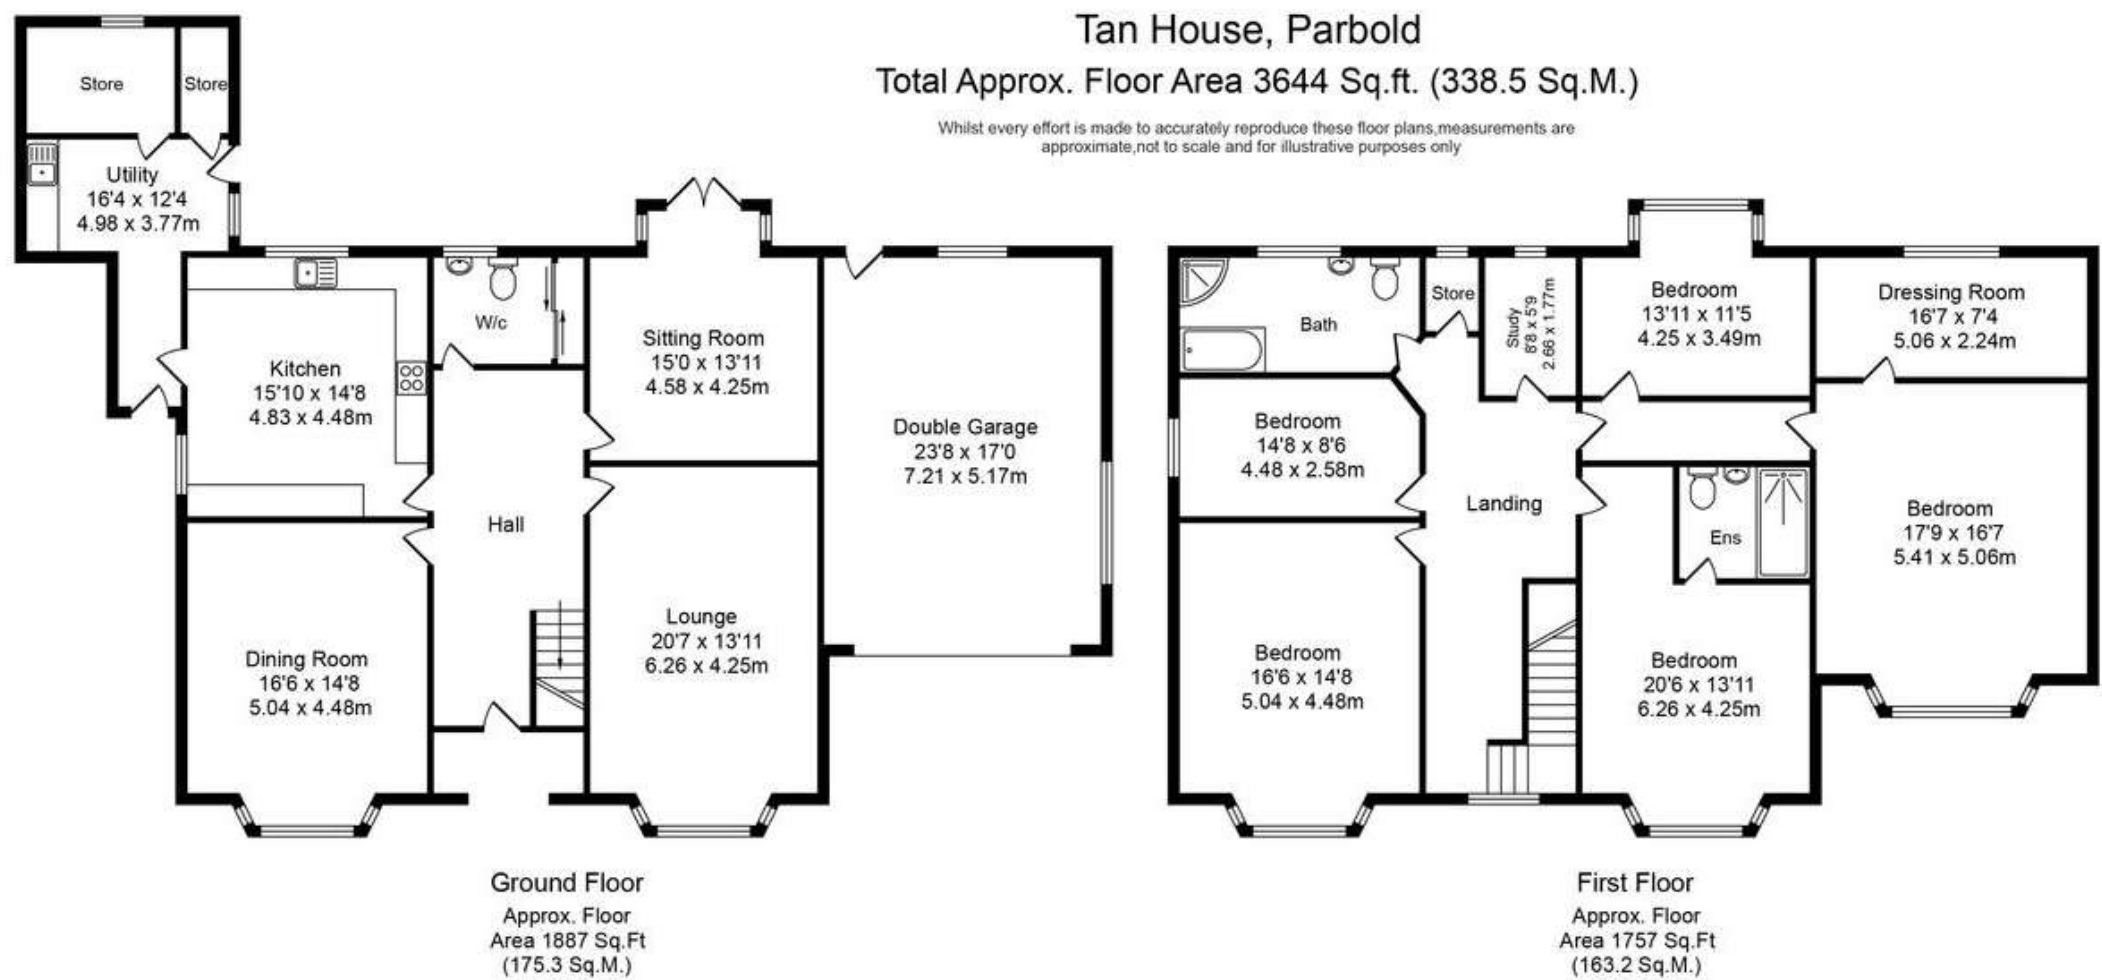 Tan House, Parbold
Total Approx. Floor Area 3644 Sq.ft. (338.5 Sq.M.)
Whilst every effort is made to accurately reproduce these floor plans,measurements are
approximate,not to scale and for illustrative purposes only
Store
Store
Utility
16'4 x 12'4
4.98 x 3.77m
Kitchen
15'10 x 14'8
4.83 x 4.48m
W/c
Sitting Room
15'0 x 13'11
4.58 x 4.25m
Double Garage
23'8 x 17'0
7.21 x 5.17m
Hall
Dining Room
16'6 x 14'8
5.04 x 4.48m
Lounge
20'7 x 13'11
6.26 x 4.25m
Ground Floor
Approx. Floor
Area 1887 Sq.Ft
(175.3 Sq.M.)
Bath
Store
Study
8'8 x 5'9
2.66 x 1.77m
Bedroom
13'11 x 11'5
4.25 x 3.49m
Dressing Room
16'7 x 7'4
5.06 x 2.24m
Bedroom
14'8 x 8'6
4.48 x 2.58m
Landing
Ens
Bedroom
17'9 x 16'7
5.41 x 5.06m
Bedroom
16'6 x 14'8
5.04 x 4.48m
Bedroom
20'6 x 13'11
6.26 x 4.25m
First Floor
Approx. Floor
Area 1757 Sq.Ft
(163.2 Sq.M.)